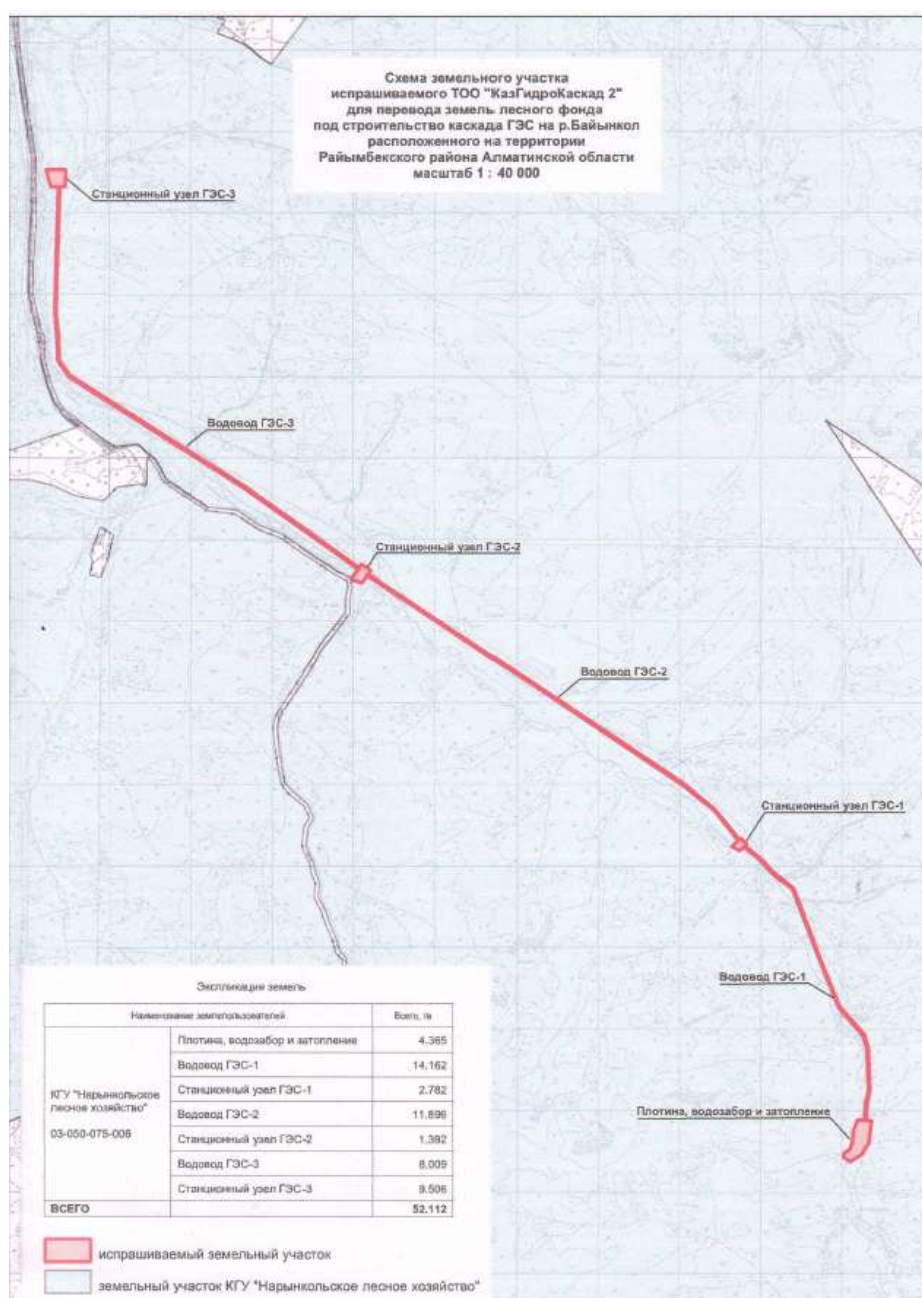 Схема земельного участка
испрашиваемого ТОО "КазГидроКаскад 2"
для перевода земель лесного фонда
под строительство каскада ГЭС на р.Байынкол
расположенного на территории
Райымбекского района Алматинской области
масштаб 1 : 40 000
Станционный узел ГЭС-3
Водовод ГЭС-3
Станционный узел ГЭС-2
Водовод ГЭС-2
Станционный узел ГЭС-1
Водовод ГЭС-1
Плотина, водозабор и затопление
Экспликация земель
Наименование землепользователей Всего, га
КГУ "Нарынкольское
лесное хозяйство"
03-050-075-006
Плотина, водозабор и затопление 4.365
Водовод ГЭС-1 14.162
Станционный узел ГЭС-1 2.782
Водовод ГЭС-2 11.896
Станционный узел ГЭС-2 1.392
Водовод ГЭС-3 8.009
Станционный узел ГЭС-3 9.506
ВСЕГО 52.112
испрашиваемый земельный участок
земельный участок КГУ "Нарынкольское лесное хозяйство"